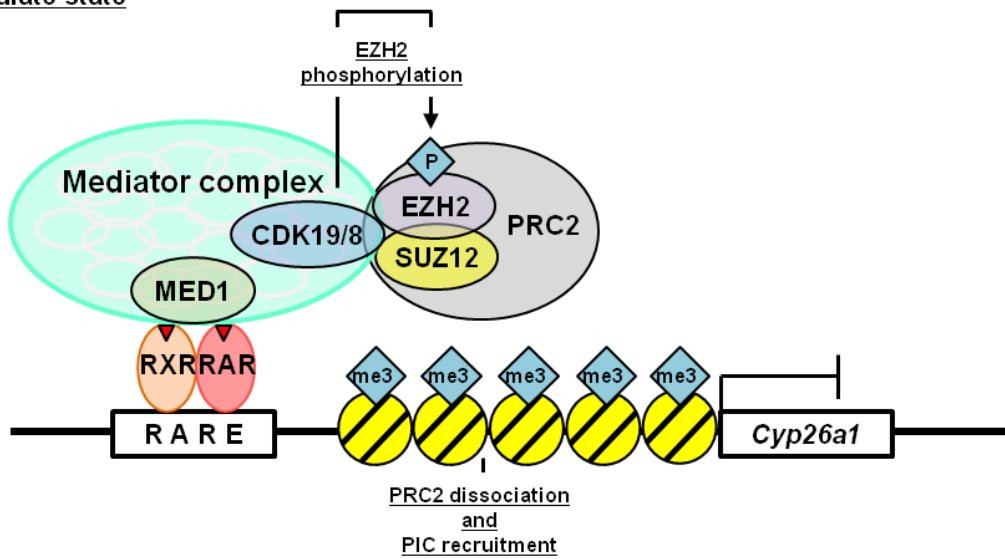 EZH2
phosphorylation
P
Mediator complex
EZH2
PRC2
CDK19/8
SUZ12
MED1
RXR RAR
me3 me3 me3 me3 me3
R A R E
Cyp26a1
PRC2 dissociation
and
PIC recruitment